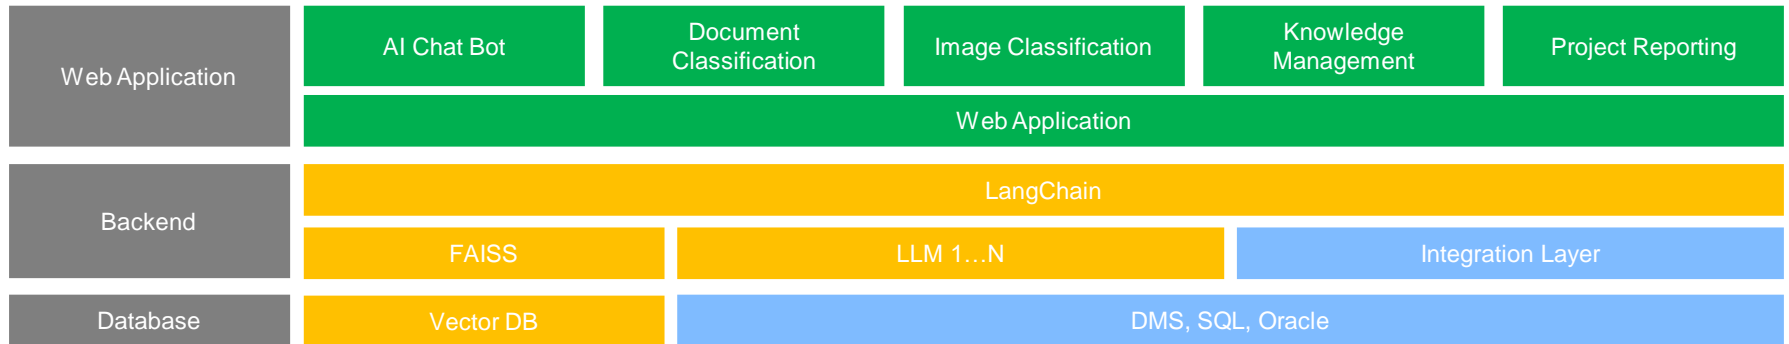 Web Application
AI Chat Bot
Document
Classification
Image Classification
Knowledge
Management
Project Reporting
Web Application
Backend
LangChain
FAISS
LLM 1…N
Integration Layer
Database
Vector DB
DMS, SQL, Oracle